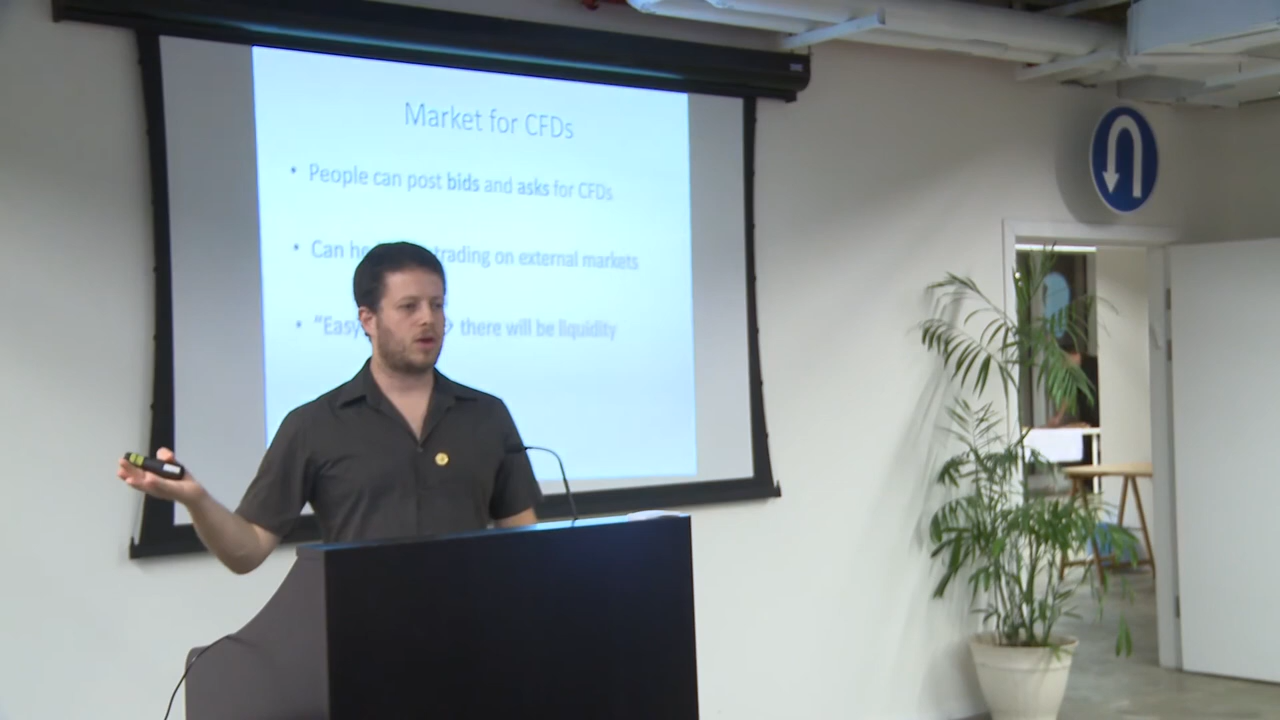 Market for CFDs
• People can post bids and asks for CFDs
• Can trading on external markets
• "Easy there will be liquidity